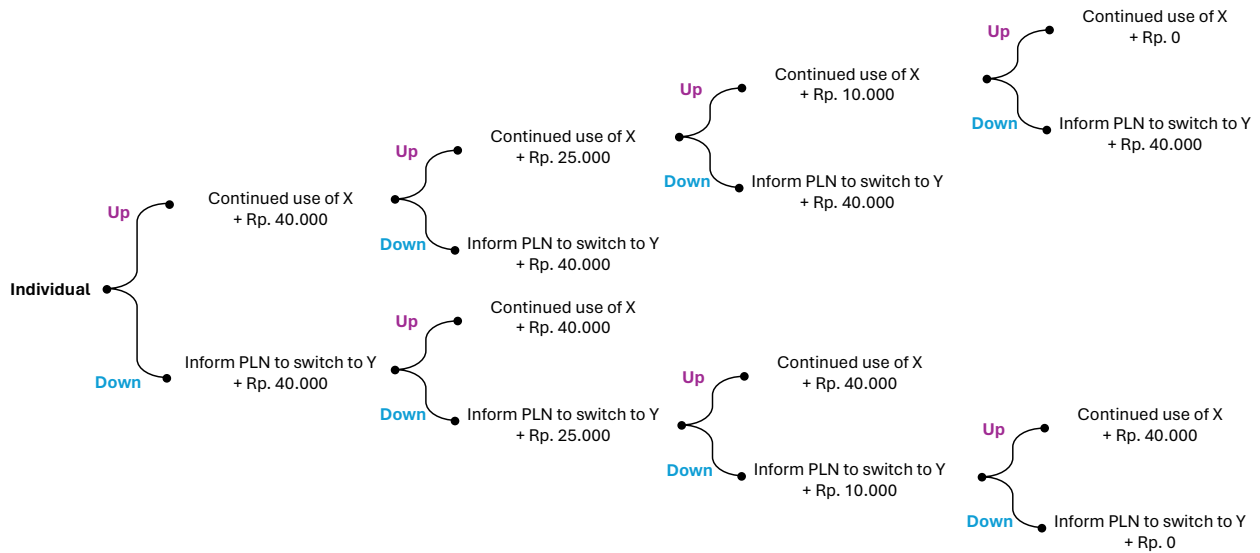 Individual
Up
Continued use of X
+ Rp. 40.000
Down
Inform PLN to switch to Y
+ Rp. 40.000
Up
Continued use of X
+ Rp. 25.000
Down
Inform PLN to switch to Y
+ Rp. 40.000
Up
Continued use of X
+ Rp. 40.000
Down
Inform PLN to switch to Y
+ Rp. 25.000
Up
Continued use of X
+ Rp. 10.000
Down
Inform PLN to switch to Y
+ Rp. 40.000
Up
Continued use of X
+ Rp. 40.000
Down
Inform PLN to switch to Y
+ Rp. 10.000
Up
Continued use of X
+ Rp. 0
Down
Inform PLN to switch to Y
+ Rp. 40.000
Up
Continued use of X
+ Rp. 40.000
Down
Inform PLN to switch to Y
+ Rp. 0